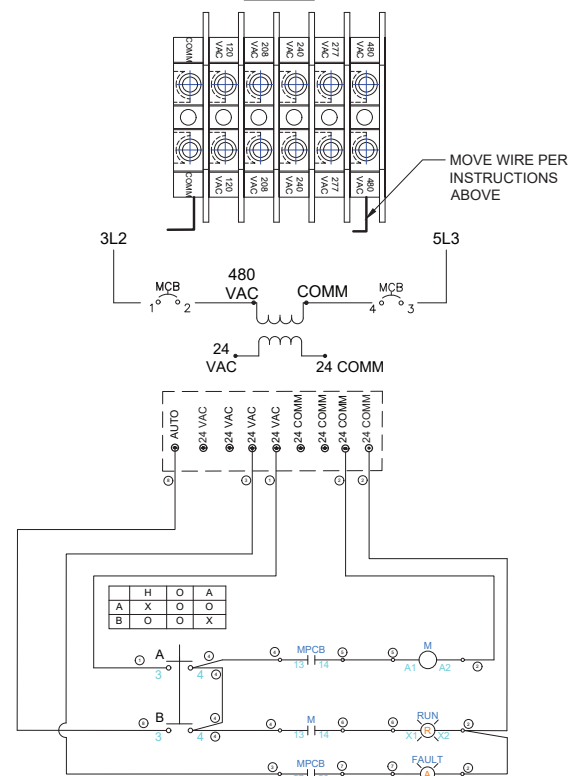 COMM 120 VAC 208 VAC 240 VAC 277 VAC 480 VAC
COMM 120 VAC 208 VAC 240 VAC 277 VAC 480 VAC
MOVE WIRE PER
INSTRUCTIONS
ABOVE
3L2 5L3
MCB 480 VAC COMM MCB
1 2 4 3
24 VAC 24 COMM
AUTO 24 VAC 24 VAC 24 VAC 24 VAC 24 COMM 24 COMM 24 COMM 24 COMM
H O A
A X O O
B O O X
A MPCB M
3 4 13 14 A1 A2
B M RUN
3 4 13 14 X1 R X2
MPCB FAULT
A